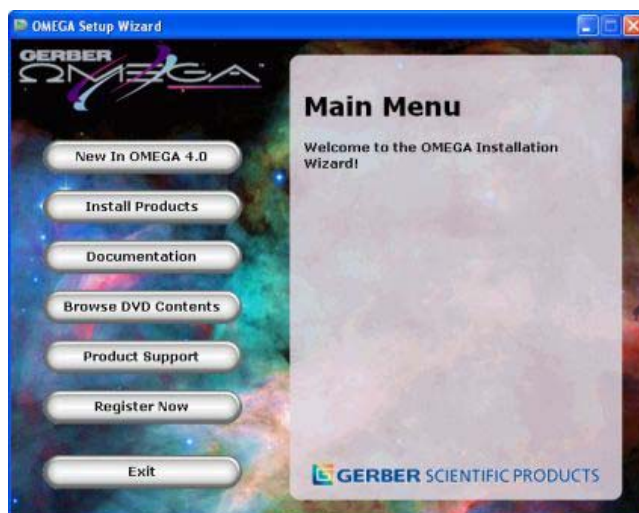 OMEGA Setup Wizard
GERBER
ΩMEGA™
New In OMEGA 4.0
Install Products
Documentation
Browse DVD Contents
Product Support
Register Now
Exit
Main Menu
Welcome to the OMEGA Installation
Wizard!
GERBER SCIENTIFIC PRODUCTS